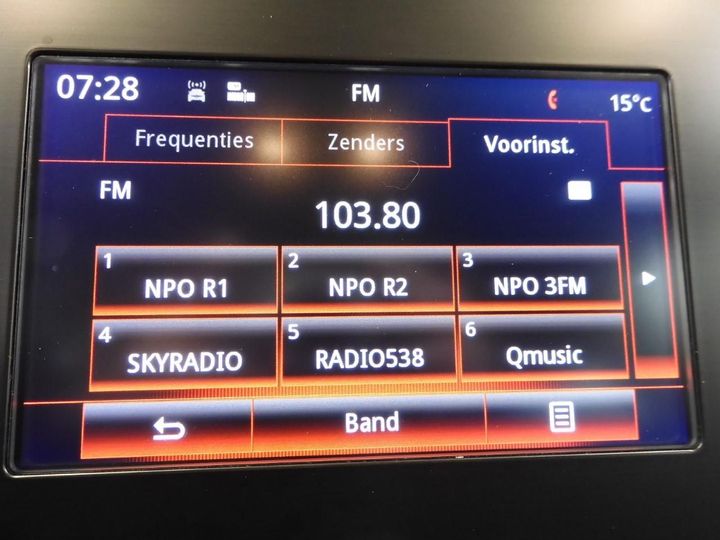 07:28 FM 15°C
Frequenties Zenders Voorinst.
FM
103.80
1 2 3
NPO R1 NPO R2 NPO 3FM
4 5 6
SKYRADIO RADIO538 Qmusic
Band